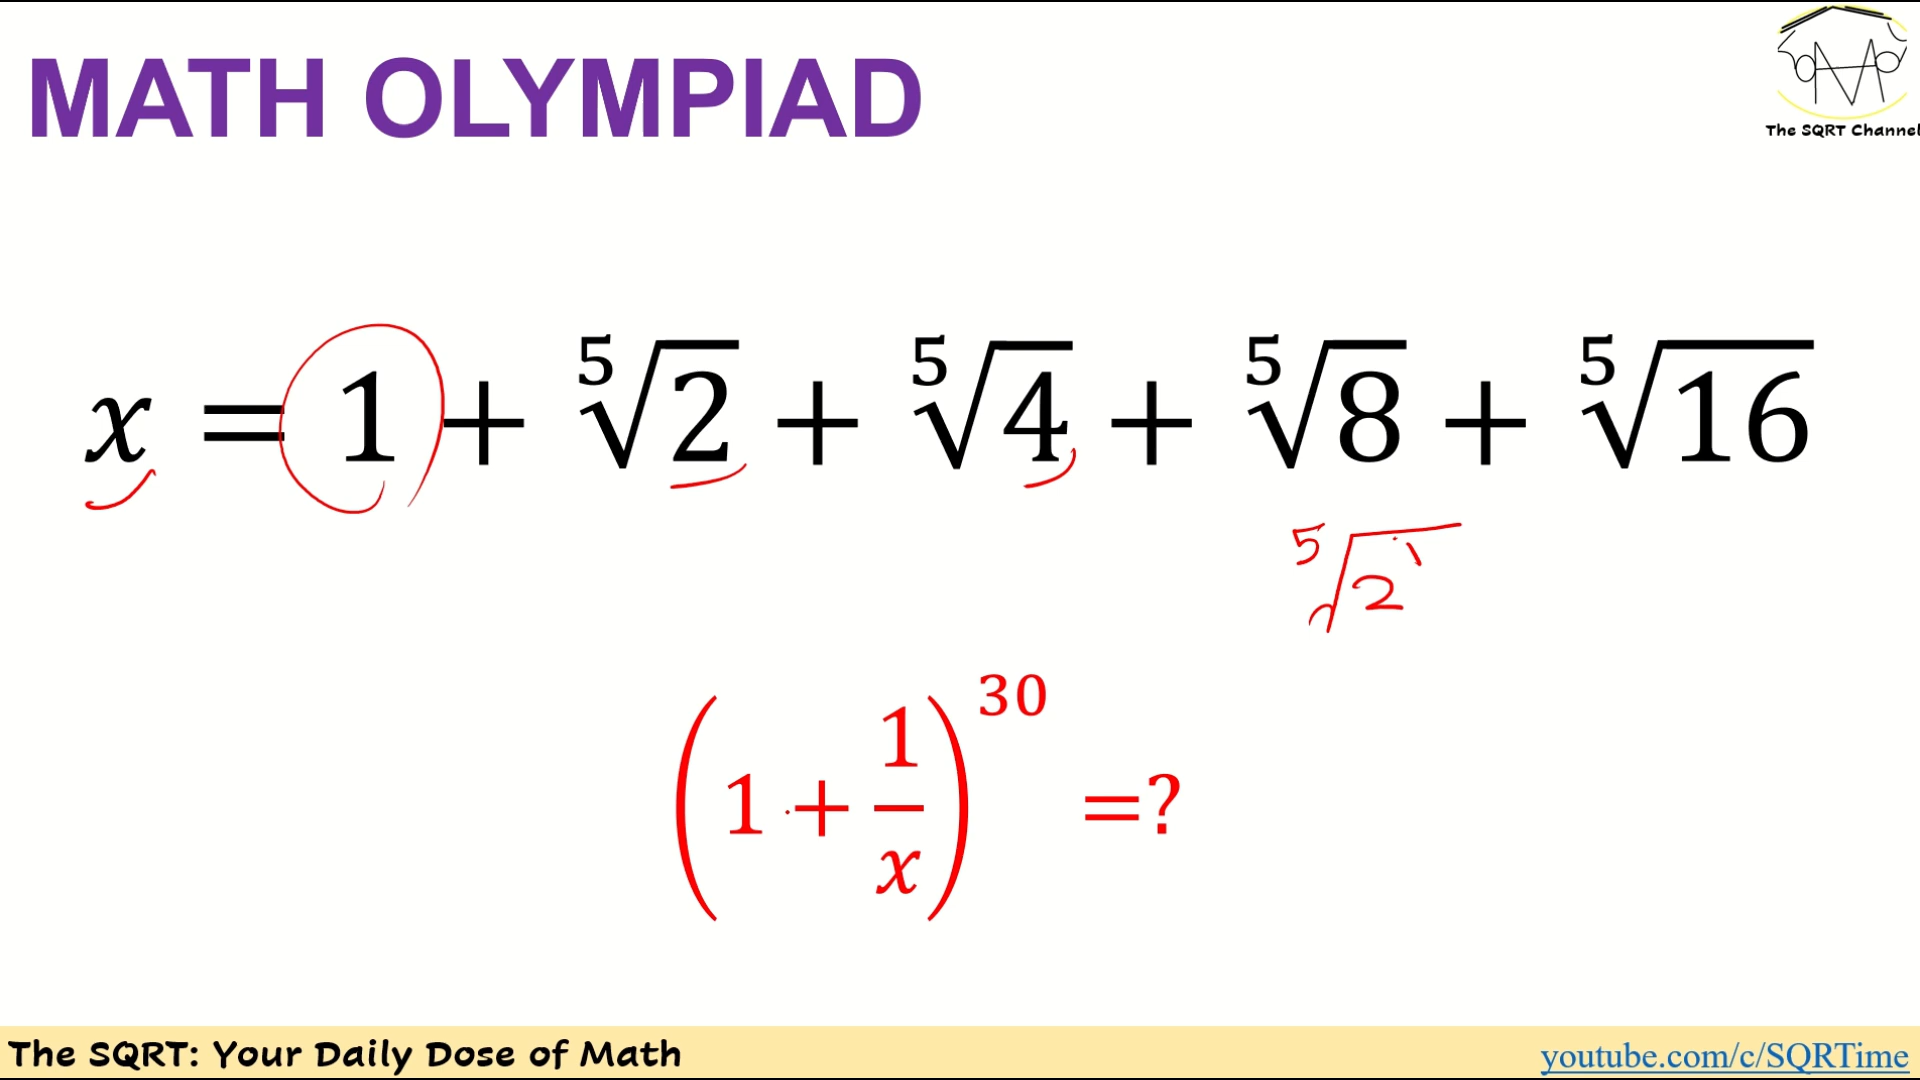 MATH OLYMPIAD
The SQRT Channel
x = 1 + ⁵√2 + ⁵√4 + ⁵√8 + ⁵√16
⁵√2
(1 + 1/x)³⁰ =?
The SQRT: Your Daily Dose of Math
youtube.com/c/SQRTime